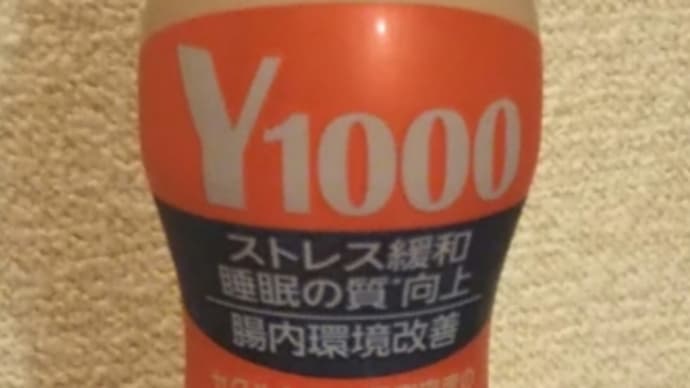 Y1000
ストレス緩和
睡眠の質*向上
腸内環境改善